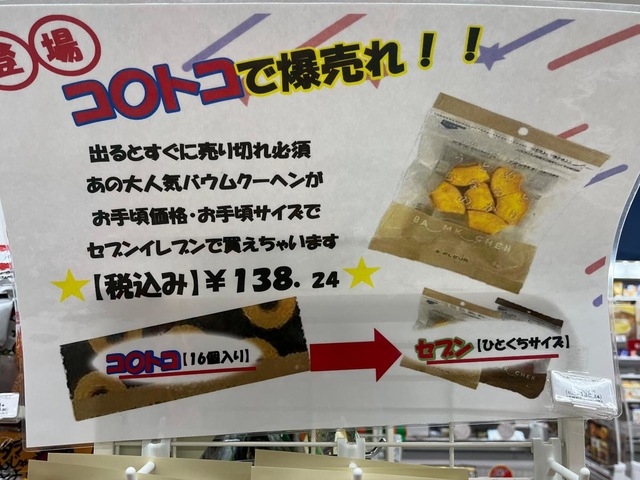 登場
コ〇トコで爆売れ!!
出るとすぐに売り切れ必須
あの大人気バウムクーヘンが
お手頃価格・お手頃サイズで
セブンイレブンで買えちゃいます
【税込み】¥138.24
コ〇トコ【16個入り】
セブン【ひとくちサイズ】